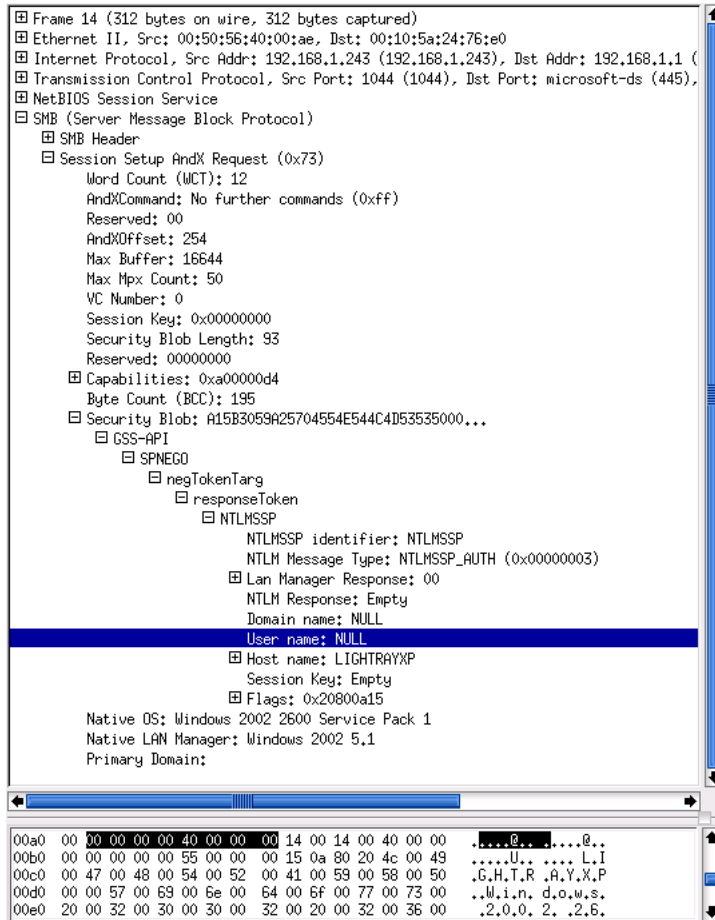 Frame 14 (312 bytes on wire, 312 bytes captured)
Ethernet II, Src: 00:50:56:40:00:ae, Dst: 00:10:5a:24:76:e0
Internet Protocol, Src Addr: 192.168.1.243 (192.168.1.243), Dst Addr: 192.168.1.1 (
Transmission Control Protocol, Src Port: 1044 (1044), Dst Port: microsoft-ds (445),
NetBIOS Session Service
SMB (Server Message Block Protocol)
SMB Header
Session Setup AndX Request (0x73)
Word Count (WCT): 12
AndXCommand: No further commands (0xff)
Reserved: 00
AndXOffset: 254
Max Buffer: 16644
Max Mpx Count: 50
VC Number: 0
Session Key: 0x00000000
Security Blob Length: 93
Reserved: 00000000
Capabilities: 0xa00000d4
Byte Count (BCC): 195
Security Blob: A15B3059A25704554E544C4D53535000...
GSS-API
SPNEGO
negTokenTarg
responseToken
NTLMSSP
NTLMSSP identifier: NTLMSSP
NTLM Message Type: NTLMSSP_AUTH (0x00000003)
Lan Manager Response: 00
NTLM Response: Empty
Domain name: NULL
User name: NULL
Host name: LIGHTRAYXP
Session Key: Empty
Flags: 0x20800a15
Native OS: Windows 2002 2600 Service Pack 1
Native LAN Manager: Windows 2002 5.1
Primary Domain:
00a0 00 00 00 00 00 40 00 00 00 14 00 14 00 40 00 00 .....@.. .....@..
00b0 00 00 00 00 00 55 00 00 00 15 0a 80 20 4c 00 49 .....U.. .... L.I
00c0 00 47 00 48 00 54 00 52 00 41 00 59 00 58 00 50 .G.H.T.R .A.Y.X.P
00d0 00 00 57 00 69 00 6e 00 64 00 6f 00 77 00 73 00 ..W.i.n. d.o.w.s.
00e0 20 00 32 00 30 00 30 00 32 00 20 00 32 00 36 00 .2.0.0. 2. .2.6.